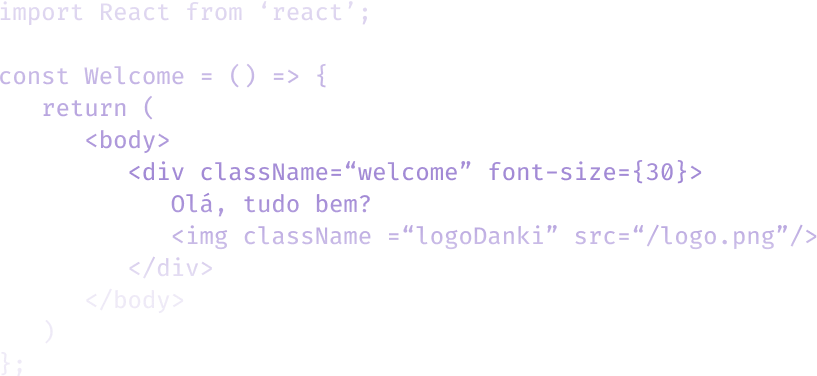 import React from ‘react’;
const Welcome = () => {
return (
<body>
<div className=“welcome” font-size={30}>
Olá, tudo bem?
<img className =“logoDanki” src=“/logo.png”/>
</div>
</body>
)
};